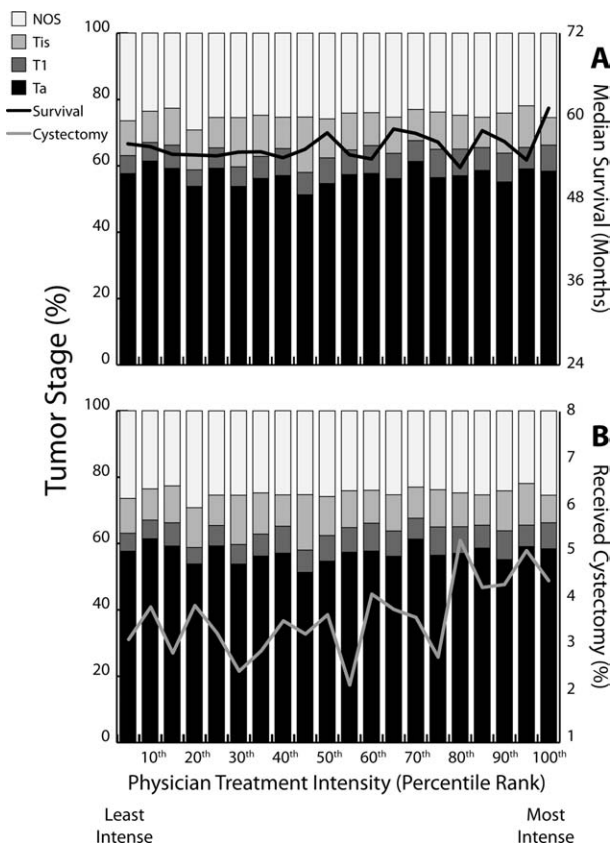 NOS
Tis
T1
Ta
Survival
Cystectomy
A
100
80
60
40
20
0
72
60
48
36
24
Median Survival (Months)
Tumor Stage (%)
B
100
80
60
40
20
0
8
7
6
5
4
3
2
1
Received Cystectomy (%)
10th 20th 30th 40th 50th 60th 70th 80th 90th 100th
Physician Treatment Intensity (Percentile Rank)
Least Most
Intense Intense